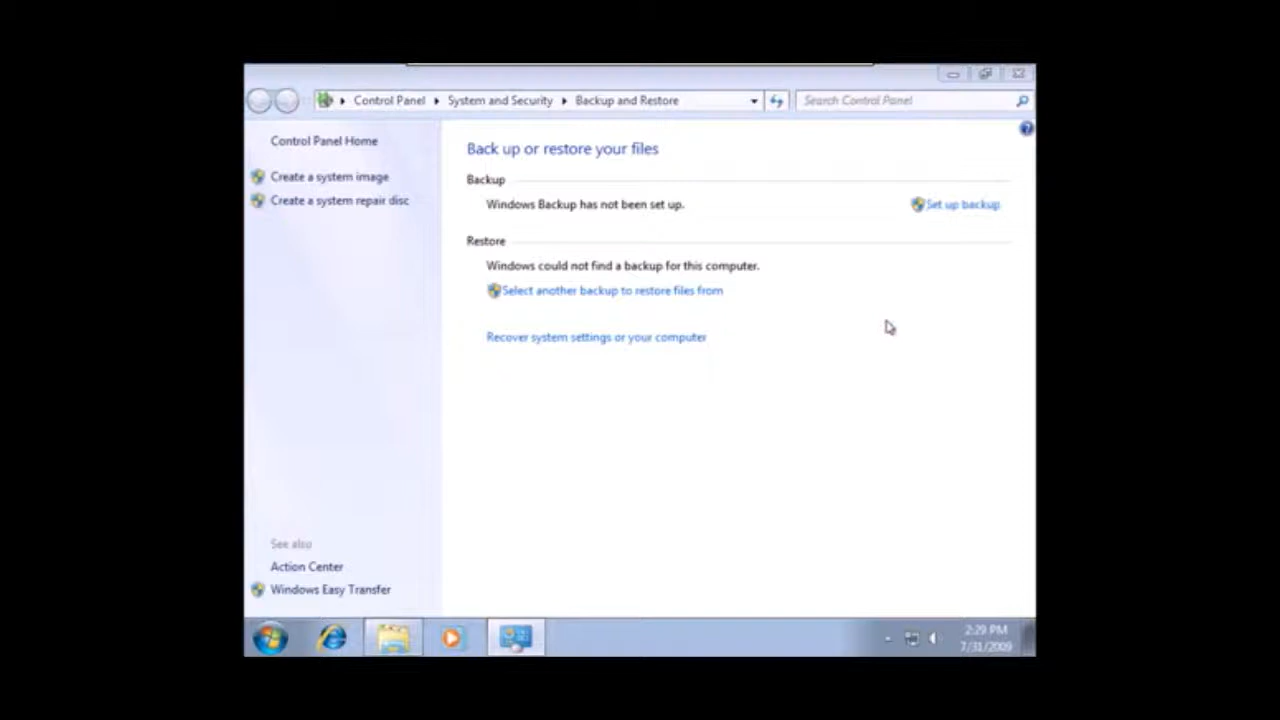 Control Panel System and Security Backup and Restore Search Control Panel
Control Panel Home
Create a system image
Create a system repair disc
Back up or restore your files
Backup
Windows Backup has not been set up. Set up backup
Restore
Windows could not find a backup for this computer.
Select another backup to restore files from
Recover system settings or your computer
See also
Action Center
Windows Easy Transfer
2:29 PM
7/31/2009